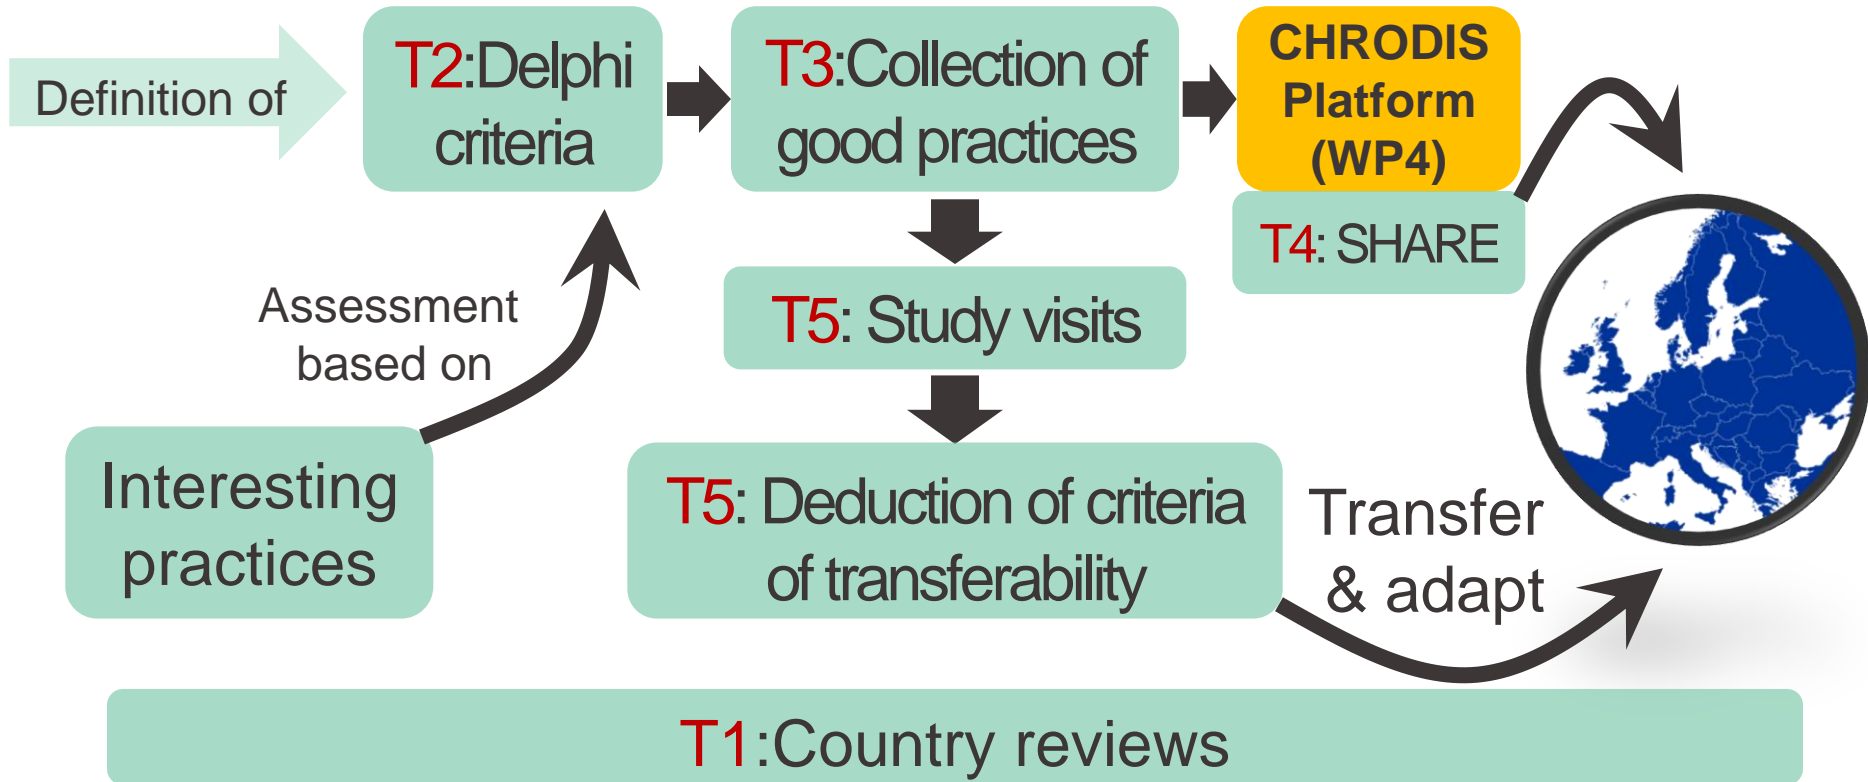 Definition of
T2:Delphi
criteria
T3:Collection of
good practices
CHRODIS
Platform
(WP4)
T4: SHARE
Assessment
based on
T5: Study visits
Interesting
practices
T5: Deduction of criteria
of transferability
Transfer
& adapt
T1:Country reviews